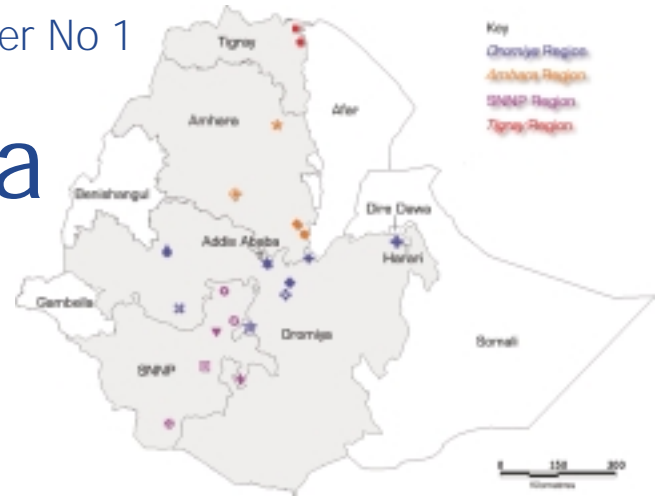 er No 1
a
Key
Oromiya Region
Amhara Region
SNNP Region
Tigray Region
Tigray
Afar
Amhara
Benishangul
Dire Dawa
Addis Ababa
Harari
Gambella
Oromiya
Somali
SNNP
0 150 300
Kilometres